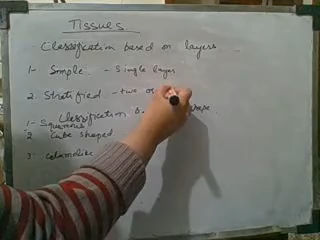 Tissues
Classification based on layers
1- Simple - Single layer
2. Stratified - two or
Classification B- shape
1- Squamous
2 Cube shaped
3